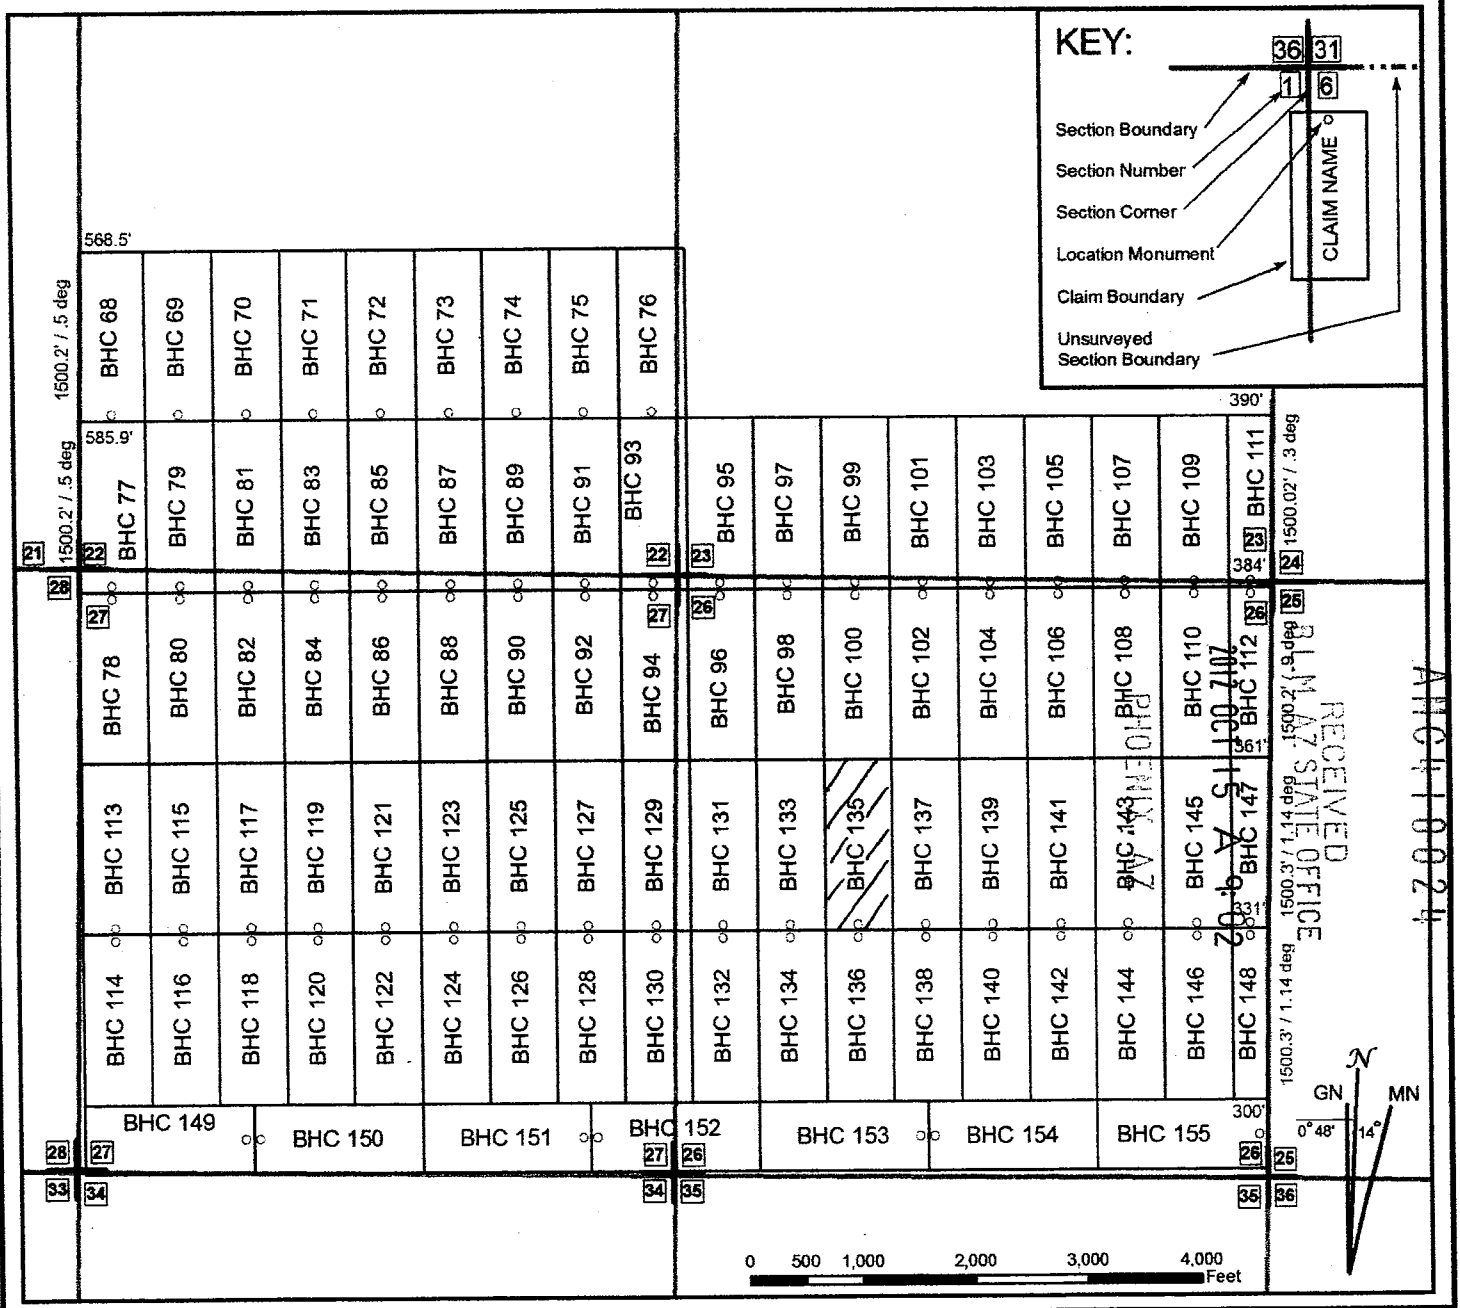 KEY:
36 31
1 6
Section Boundary
Section Number
Section Corner
Location Monument
Claim Boundary
Unsurveyed
Section Boundary
CLAIM NAME
568.5'
1500.2' / .5 deg
BHC 68 BHC 69 BHC 70 BHC 71 BHC 72 BHC 73 BHC 74 BHC 75 BHC 76
390'
585.9'
1500.2' / .5 deg
BHC 77 BHC 79 BHC 81 BHC 83 BHC 85 BHC 87 BHC 89 BHC 91 BHC 93 BHC 95 BHC 97 BHC 99 BHC 101 BHC 103 BHC 105 BHC 107 BHC 109 BHC 111
1500.02' / .3 deg
21 22 22 23 23 24
384'
28 27 27 26 26 25
BHC 78 BHC 80 BHC 82 BHC 84 BHC 86 BHC 88 BHC 90 BHC 92 BHC 94 BHC 96 BHC 98 BHC 100 BHC 102 BHC 104 BHC 106 BHC 108 BHC 110 BHC 112
1500.2' / .9 deg
361'
BHC 113 BHC 115 BHC 117 BHC 119 BHC 121 BHC 123 BHC 125 BHC 127 BHC 129 BHC 131 BHC 133 BHC 135 BHC 137 BHC 139 BHC 141 BHC 143 BHC 145 BHC 147
1500.3' / 1.14 deg
331'
BHC 114 BHC 116 BHC 118 BHC 120 BHC 122 BHC 124 BHC 126 BHC 128 BHC 130 BHC 132 BHC 134 BHC 136 BHC 138 BHC 140 BHC 142 BHC 144 BHC 146 BHC 148
1500.3' / 1.14 deg
300'
BHC 149 BHC 150 BHC 151 BHC 152 BHC 153 BHC 154 BHC 155
28 27 27 26 26 25
33 34 34 35 35 36
AMC410024
RECEIVED
BLM AZ STATE OFFICE
2012 OCT 15 A 9:02
PHOENIX, AZ
N
GN MN
0° 48' 14°
0 500 1,000 2,000 3,000 4,000
Feet